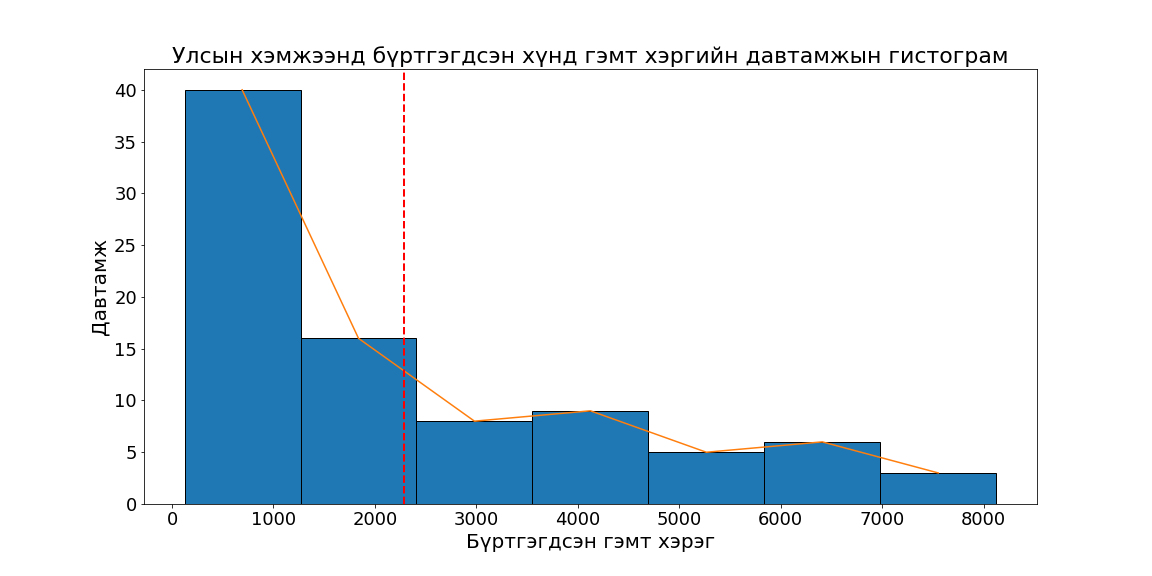 Улсын хэмжээнд бүртгэгдсэн хүнд гэмт хэргийн давтамжын гистограм
40
35
30
25
20
15
10
5
0
Давтамж
0 1000 2000 3000 4000 5000 6000 7000 8000
Бүртгэгдсэн гэмт хэрэг